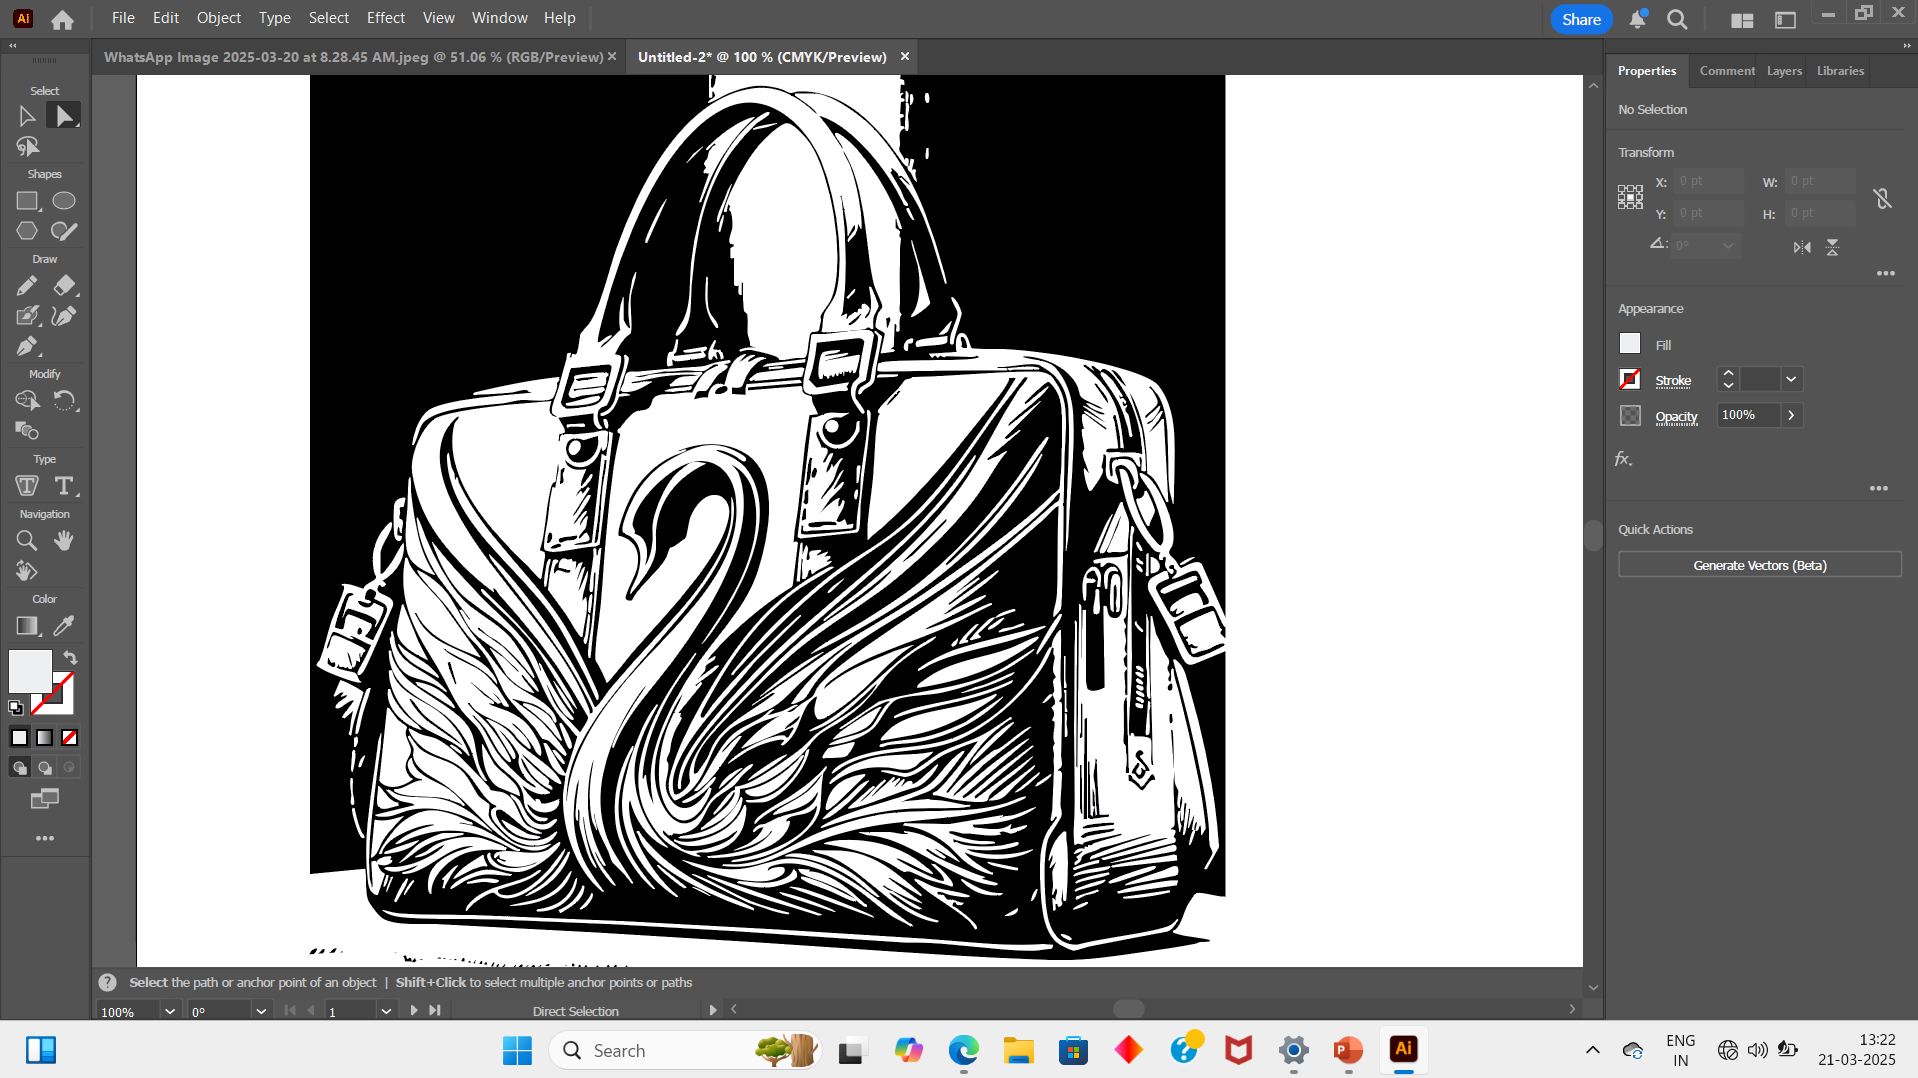 Ai File Edit Object Type Select Effect View Window Help Share
WhatsApp Image 2025-03-20 at 8.28.45 AM.jpeg @ 51.06 % (RGB/Preview) × Untitled-2* @ 100 % (CMYK/Preview) ×
Properties Comment Layers Libraries
Select
Shapes
Draw
Modify
Type
Navigation
Color
No Selection
Transform
X: 0 pt W: 0 pt
Y: 0 pt H: 0 pt
0°
Appearance
Fill
Stroke
Opacity 100%
fx.
Quick Actions
Generate Vectors (Beta)
Select the path or anchor point of an object | Shift+Click to select multiple anchor points or paths
100% 0° 1 Direct Selection
Search
Ai
ENG
IN
13:22
21-03-2025